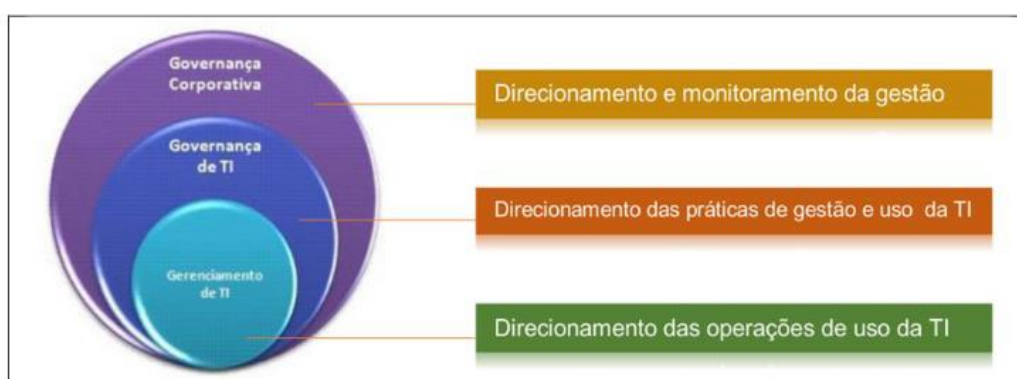 Governança
Corporativa
Direcionamento e monitoramento da gestão
Governança
de TI
Direcionamento das práticas de gestão e uso da TI
Gerenciamento
de TI
Direcionamento das operações de uso da TI